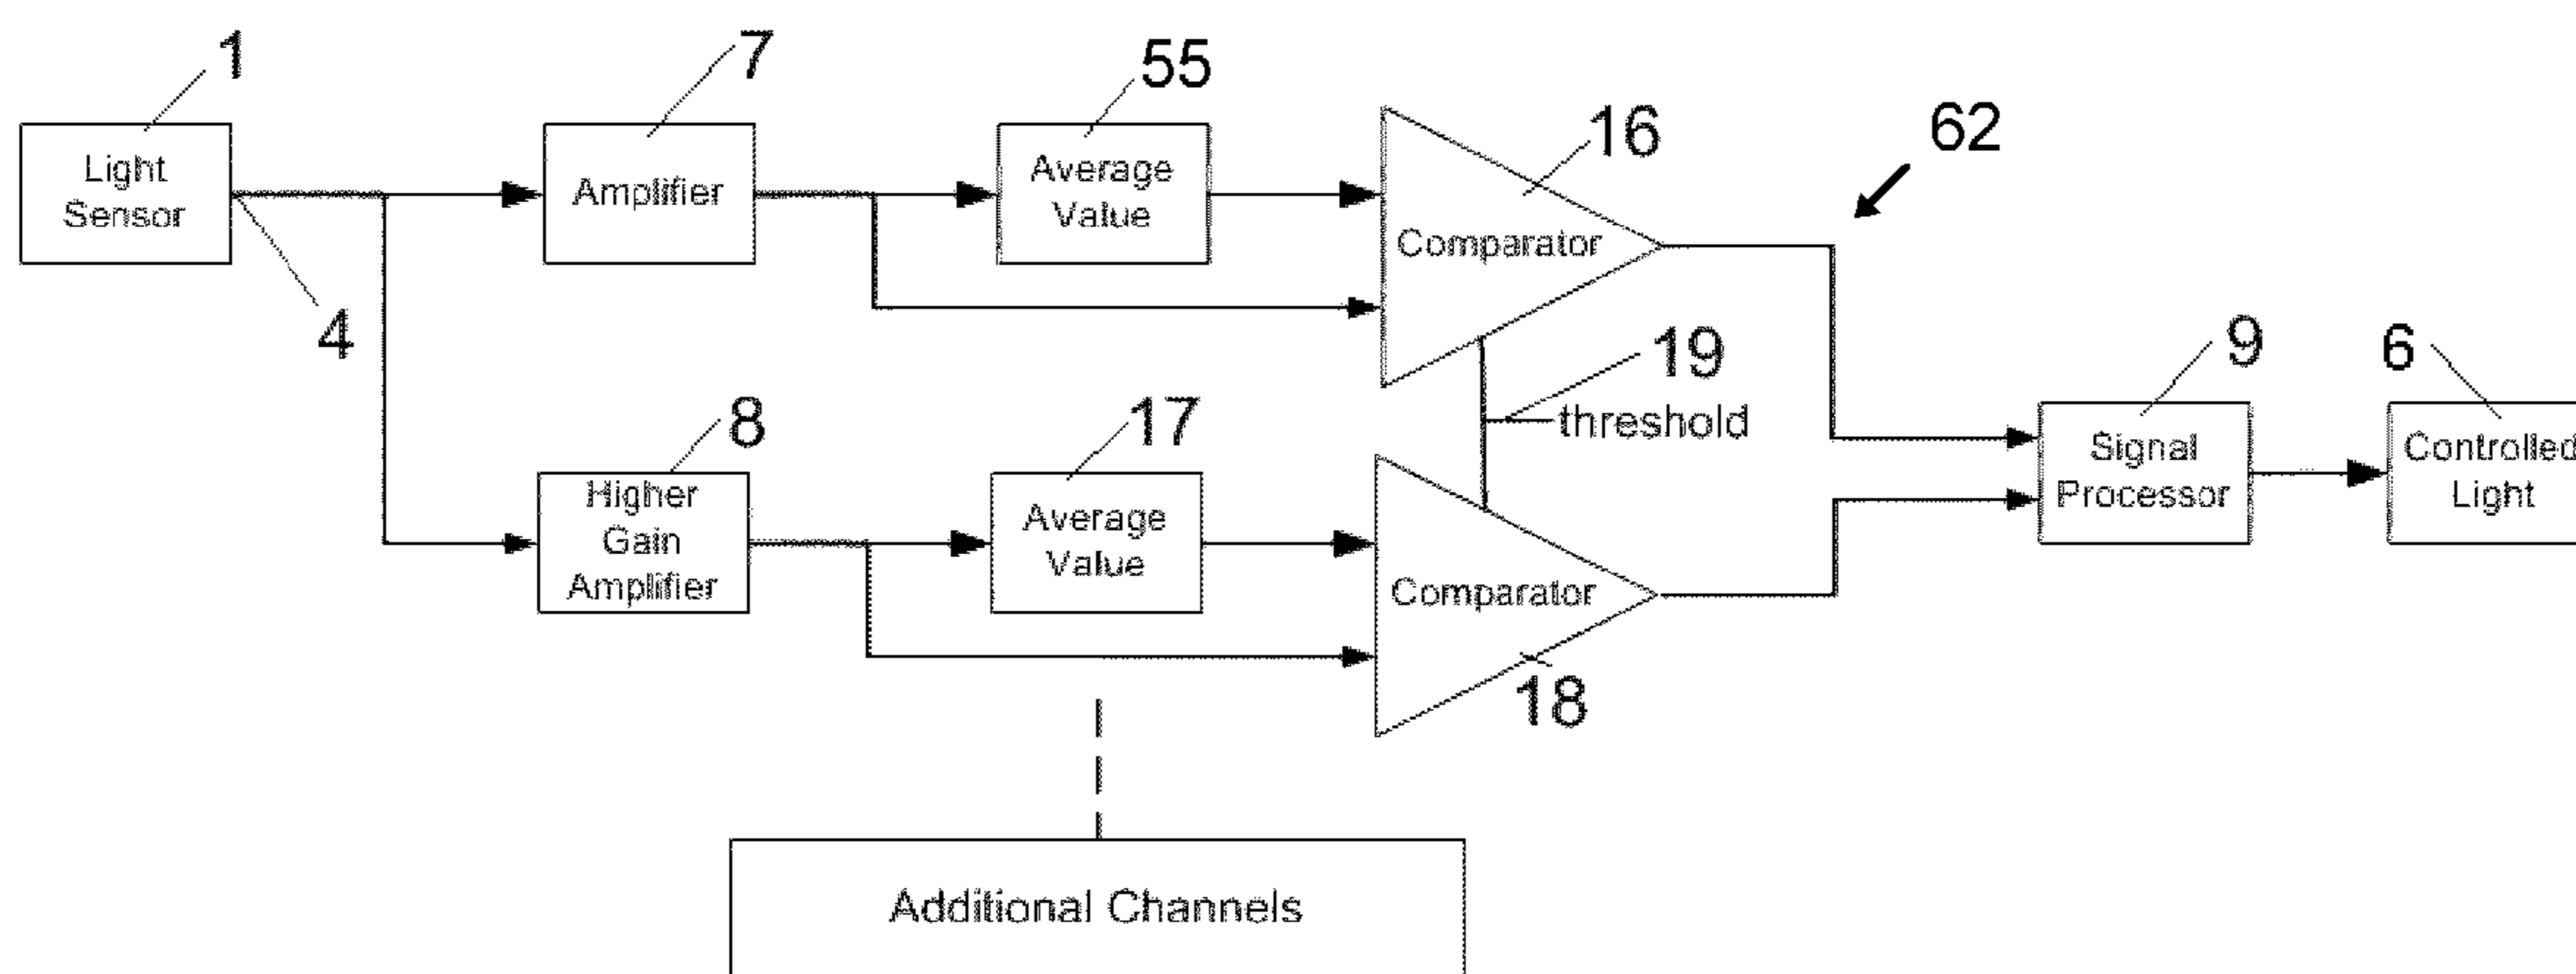 1
7
55
16
62
Light
Sensor
Amplifier
Average
Value
Comparator
4
19
threshold
9
6
8
17
Higher
Gain
Amplifier
Average
Value
Comparator
18
Signal
Processor
Controlled
Light
Additional Channels